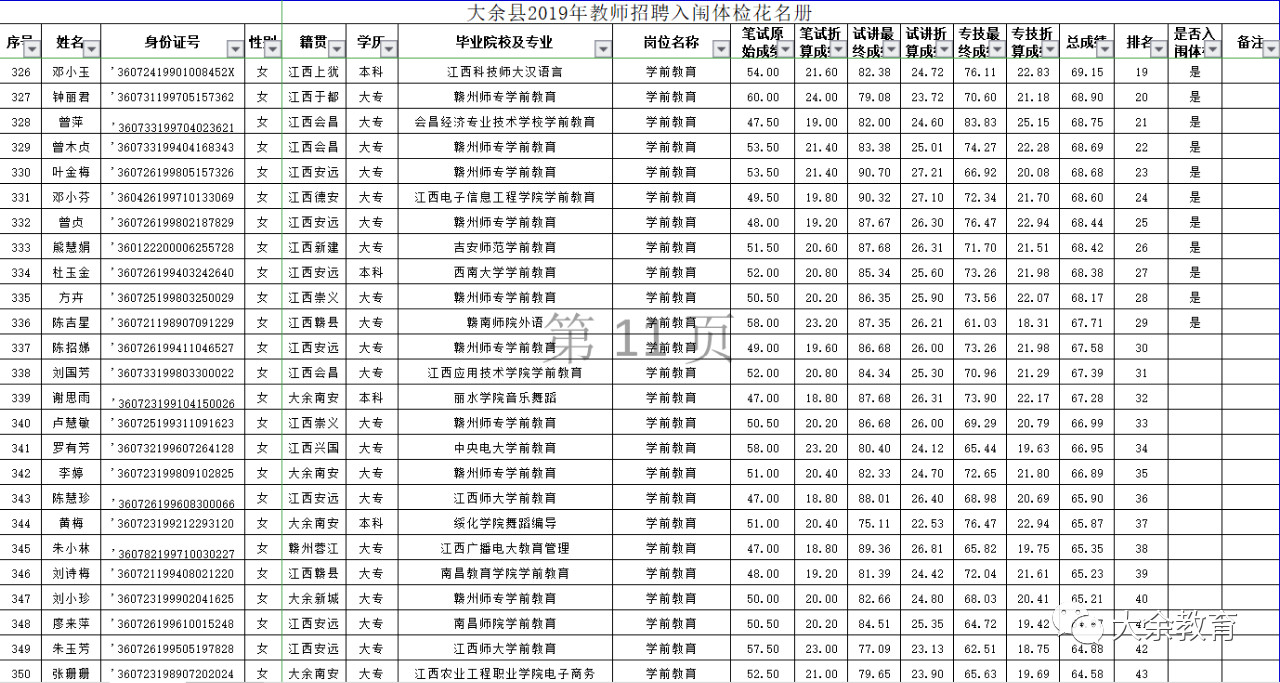 大余县2019年教师招聘入闱体检花名册
序号 姓名 身份证号 性别 籍贯 学历 毕业院校及专业 岗位名称 笔试原始成绩 笔试折算成绩 试讲最终成绩 试讲折算成绩 专技最终成绩 专技折算成绩 总成绩 排名 是否入闱体检 备注
326 邓小玉 '36072419901008452X 女 江西上犹 本科 江西科技师大汉语言 学前教育 54.00 21.60 82.38 24.72 76.11 22.83 69.15 19 是
327 钟丽君 '360731199705157362 女 江西于都 大专 赣州师专学前教育 学前教育 60.00 24.00 79.08 23.72 70.60 21.18 68.90 20 是
328 曾萍 '360733199704023621 女 江西会昌 大专 会昌经济专业技术学校学前教育 学前教育 47.50 19.00 82.00 24.60 83.83 25.15 68.75 21 是
329 曾木贞 '360733199404168343 女 江西会昌 大专 赣州师专学前教育 学前教育 53.50 21.40 83.38 25.01 74.27 22.28 68.69 22 是
330 叶金梅 '360726199805157326 女 江西安远 大专 赣州师专学前教育 学前教育 53.50 21.40 90.70 27.21 66.92 20.08 68.68 23 是
331 邓小芬 '360426199710133069 女 江西德安 大专 江西电子信息工程学院学前教育 学前教育 49.50 19.80 90.32 27.10 72.34 21.70 68.60 24 是
332 曾贞 '360726199802187829 女 江西安远 大专 赣州师专学前教育 学前教育 48.00 19.20 87.67 26.30 76.47 22.94 68.44 25 是
333 熊慧娟 '360122200006255728 女 江西新建 大专 吉安师范学前教育 学前教育 51.50 20.60 87.68 26.31 71.70 21.51 68.42 26 是
334 杜玉金 '360726199403242640 女 江西安远 本科 西南大学学前教育 学前教育 52.00 20.80 85.34 25.60 73.26 21.98 68.38 27 是
335 方卉 '360725199803250029 女 江西崇义 大专 赣州师专学前教育 学前教育 50.50 20.20 86.35 25.90 73.56 22.07 68.17 28 是
336 陈吉星 '360721198907091229 女 江西赣县 大专 赣南师院外语 学前教育 58.00 23.20 87.35 26.21 61.03 18.31 67.71 29 是
第 11 页
337 陈招娣 '360726199411046527 女 江西安远 大专 赣州师专学前教育 学前教育 49.00 19.60 86.68 26.00 73.26 21.98 67.58 30
338 刘国芳 '360733199803300022 女 江西会昌 大专 江西应用技术学院学前教育 学前教育 52.00 20.80 84.34 25.30 70.96 21.29 67.39 31
339 谢思雨 '360723199104150026 女 大余南安 本科 丽水学院音乐舞蹈 学前教育 47.00 18.80 87.68 26.31 73.90 22.17 67.28 32
340 卢慧敏 '360725199311091623 女 江西崇义 大专 赣州师专学前教育 学前教育 50.50 20.20 86.68 26.00 69.29 20.79 66.99 33
341 罗有芳 '360732199607264128 女 江西兴国 大专 中央电大学前教育 学前教育 58.00 23.20 80.40 24.12 65.44 19.63 66.95 34
342 李婷 '360723199809102825 女 大余南安 大专 赣州师专学前教育 学前教育 51.00 20.40 82.33 24.70 72.65 21.80 66.89 35
343 陈慧珍 '360726199608300066 女 江西安远 大专 江西师大学前教育 学前教育 47.00 18.80 88.01 26.40 68.98 20.69 65.90 36
344 黄梅 '360723199212293120 女 大余南安 本科 绥化学院舞蹈编导 学前教育 51.00 20.40 75.11 22.53 76.47 22.94 65.87 37
345 朱小林 '360782199710030227 女 赣州蓉江 大专 江西广播电大教育管理 学前教育 47.00 18.80 89.36 26.81 65.82 19.75 65.35 38
346 刘诗梅 '360721199408021220 女 江西赣县 大专 南昌教育学院学前教育 学前教育 48.00 19.20 81.39 24.42 72.04 21.61 65.23 39
347 刘小珍 '360723199902041625 女 大余新城 大专 赣州师专学前教育 学前教育 50.00 20.00 82.66 24.80 68.03 20.41 65.21 40
348 廖来萍 '360726199610015248 女 江西安远 大专 南昌师院学前教育 学前教育 50.50 20.20 84.51 25.35 64.72 19.42
大余教育
349 朱玉芳 '360726199505197828 女 江西安远 大专 江西师大学前教育 学前教育 57.50 23.00 77.09 23.13 62.51 18.75 64.88 42
350 张珊珊 '360723198907202024 女 大余南安 大专 江西农业工程职业学院电子商务 学前教育 52.50 21.00 79.65 23.90 65.63 19.69 64.58 43